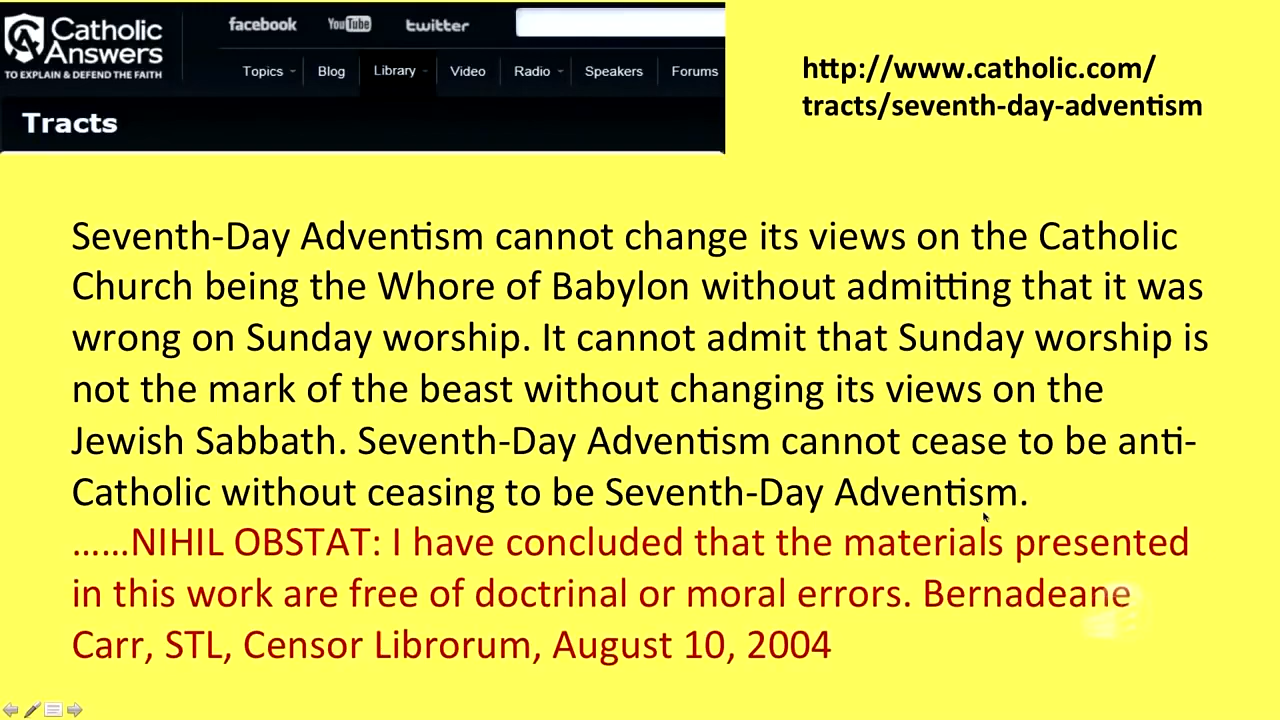 Catholic
Answers
TO EXPLAIN & DEFEND THE FAITH
facebook YouTube twitter
Topics Blog Library Video Radio Speakers Forums
Tracts
http://www.catholic.com/
tracts/seventh-day-adventism
Seventh-Day Adventism cannot change its views on the Catholic
Church being the Whore of Babylon without admitting that it was
wrong on Sunday worship. It cannot admit that Sunday worship is
not the mark of the beast without changing its views on the
Jewish Sabbath. Seventh-Day Adventism cannot cease to be anti-
Catholic without ceasing to be Seventh-Day Adventism.
......NIHIL OBSTAT: I have concluded that the materials presented
in this work are free of doctrinal or moral errors. Bernadeane
Carr, STL, Censor Librorum, August 10, 2004